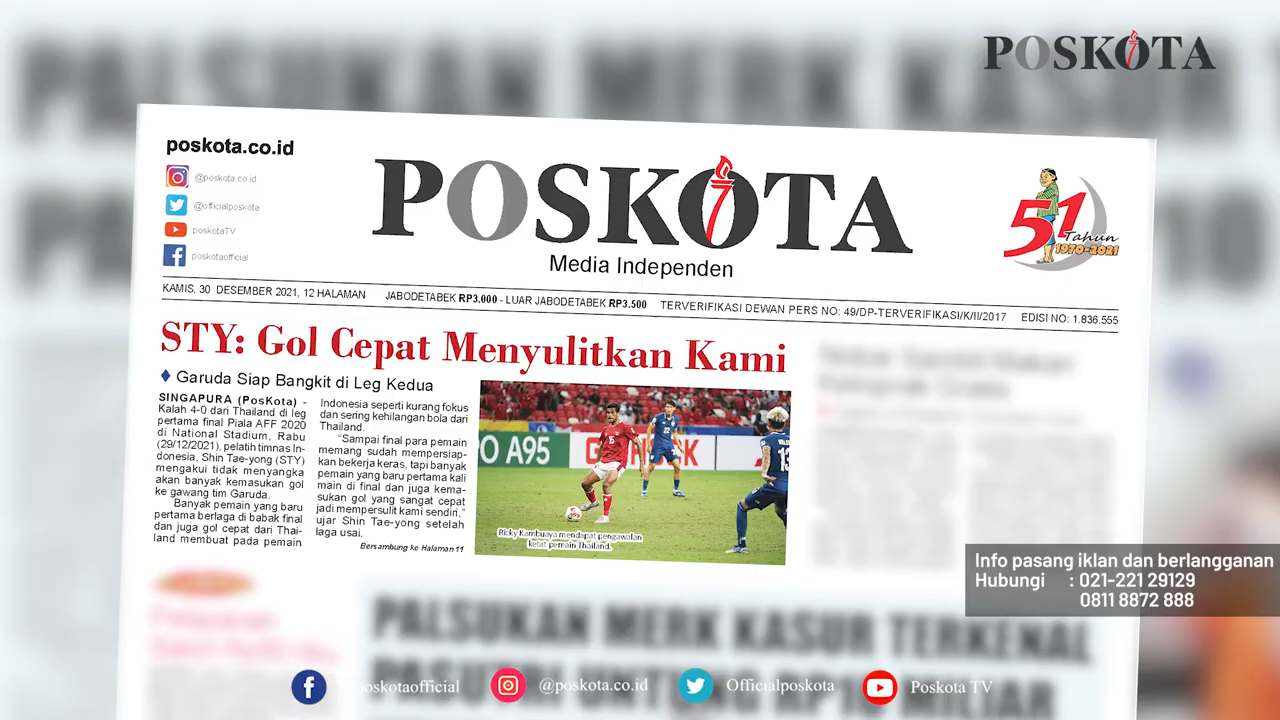 POSKOTA
poskota.co.id
@poskota.co.id
@officialposkota
poskotaTV
poskotaofficial
POSKOTA
Media Independen
51
Tahun
1970-2021
KAMIS, 30 DESEMBER 2021, 12 HALAMAN
JABODETABEK RP3.000 - LUAR JABODETABEK RP3.500
TERVERIFIKASI DEWAN PERS NO: 49/DP-TERVERIFIKASI/K/II/2017
EDISI NO: 1.836.555
STY: Gol Cepat Menyulitkan Kami
Garuda Siap Bangkit di Leg Kedua
SINGAPURA (PosKota) -
Kalah 4-0 dari Thailand di leg
pertama final Piala AFF 2020
di National Stadium, Rabu
(29/12/2021), pelatih timnas In-
donesia, Shin Tae-yong (STY)
mengakui tidak menyangka
akan banyak kemasukan gol
ke gawang tim Garuda.
Banyak pemain yang baru
pertama berlaga di babak final
dan juga gol cepat dari Thai-
land membuat pada pemain
Indonesia seperti kurang fokus
dan sering kehilangan bola dari
Thailand.
"Sampai final para pemain
memang sudah mempersiap-
kan bekerja keras, tapi banyak
pemain yang baru pertama kali
main di final dan juga kema-
sukan gol yang sangat cepat
jadi mempersulit kami sendiri,"
ujar Shin Tae-yong setelah
laga usai.
Bersambung ke Halaman 11
O A95
15
22
13
Ricky Kambuaya mendapat pengawalan
ketat pemain Thailand.
Info pasang iklan dan berlangganan
Hubungi : 021-221 29129
0811 8872 888
PALSUKAN MERK KASUR TERKENAL
PASUTRI UNTUNG RP10 MILIAR
poskotaofficial
@poskota.co.id
Officialposkota
Poskota TV